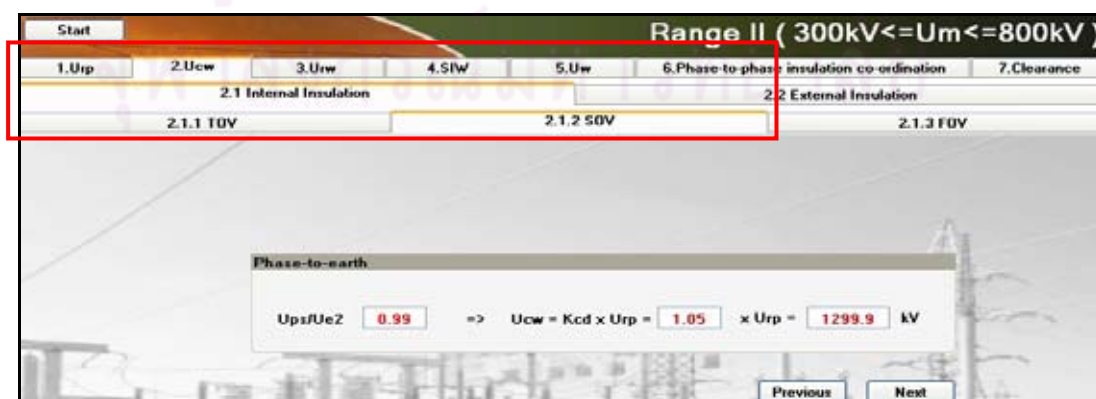 Start
Range II ( 300kV<=Um<=800kV )
1.Urp 2.Ucw 3.Urw 4.SIW 5.Uw 6.Phase-to-phase insulation co-ordination 7.Clearance
2.1 Internal Insulation 2.2 External Insulation
2.1.1 TOV 2.1.2 SOV 2.1.3 FOV
Phase-to-earth
Ups/Ue2 0.99 => Ucw = Kcd x Urp = 1.05 x Urp = 1299.9 kV
Previous Next